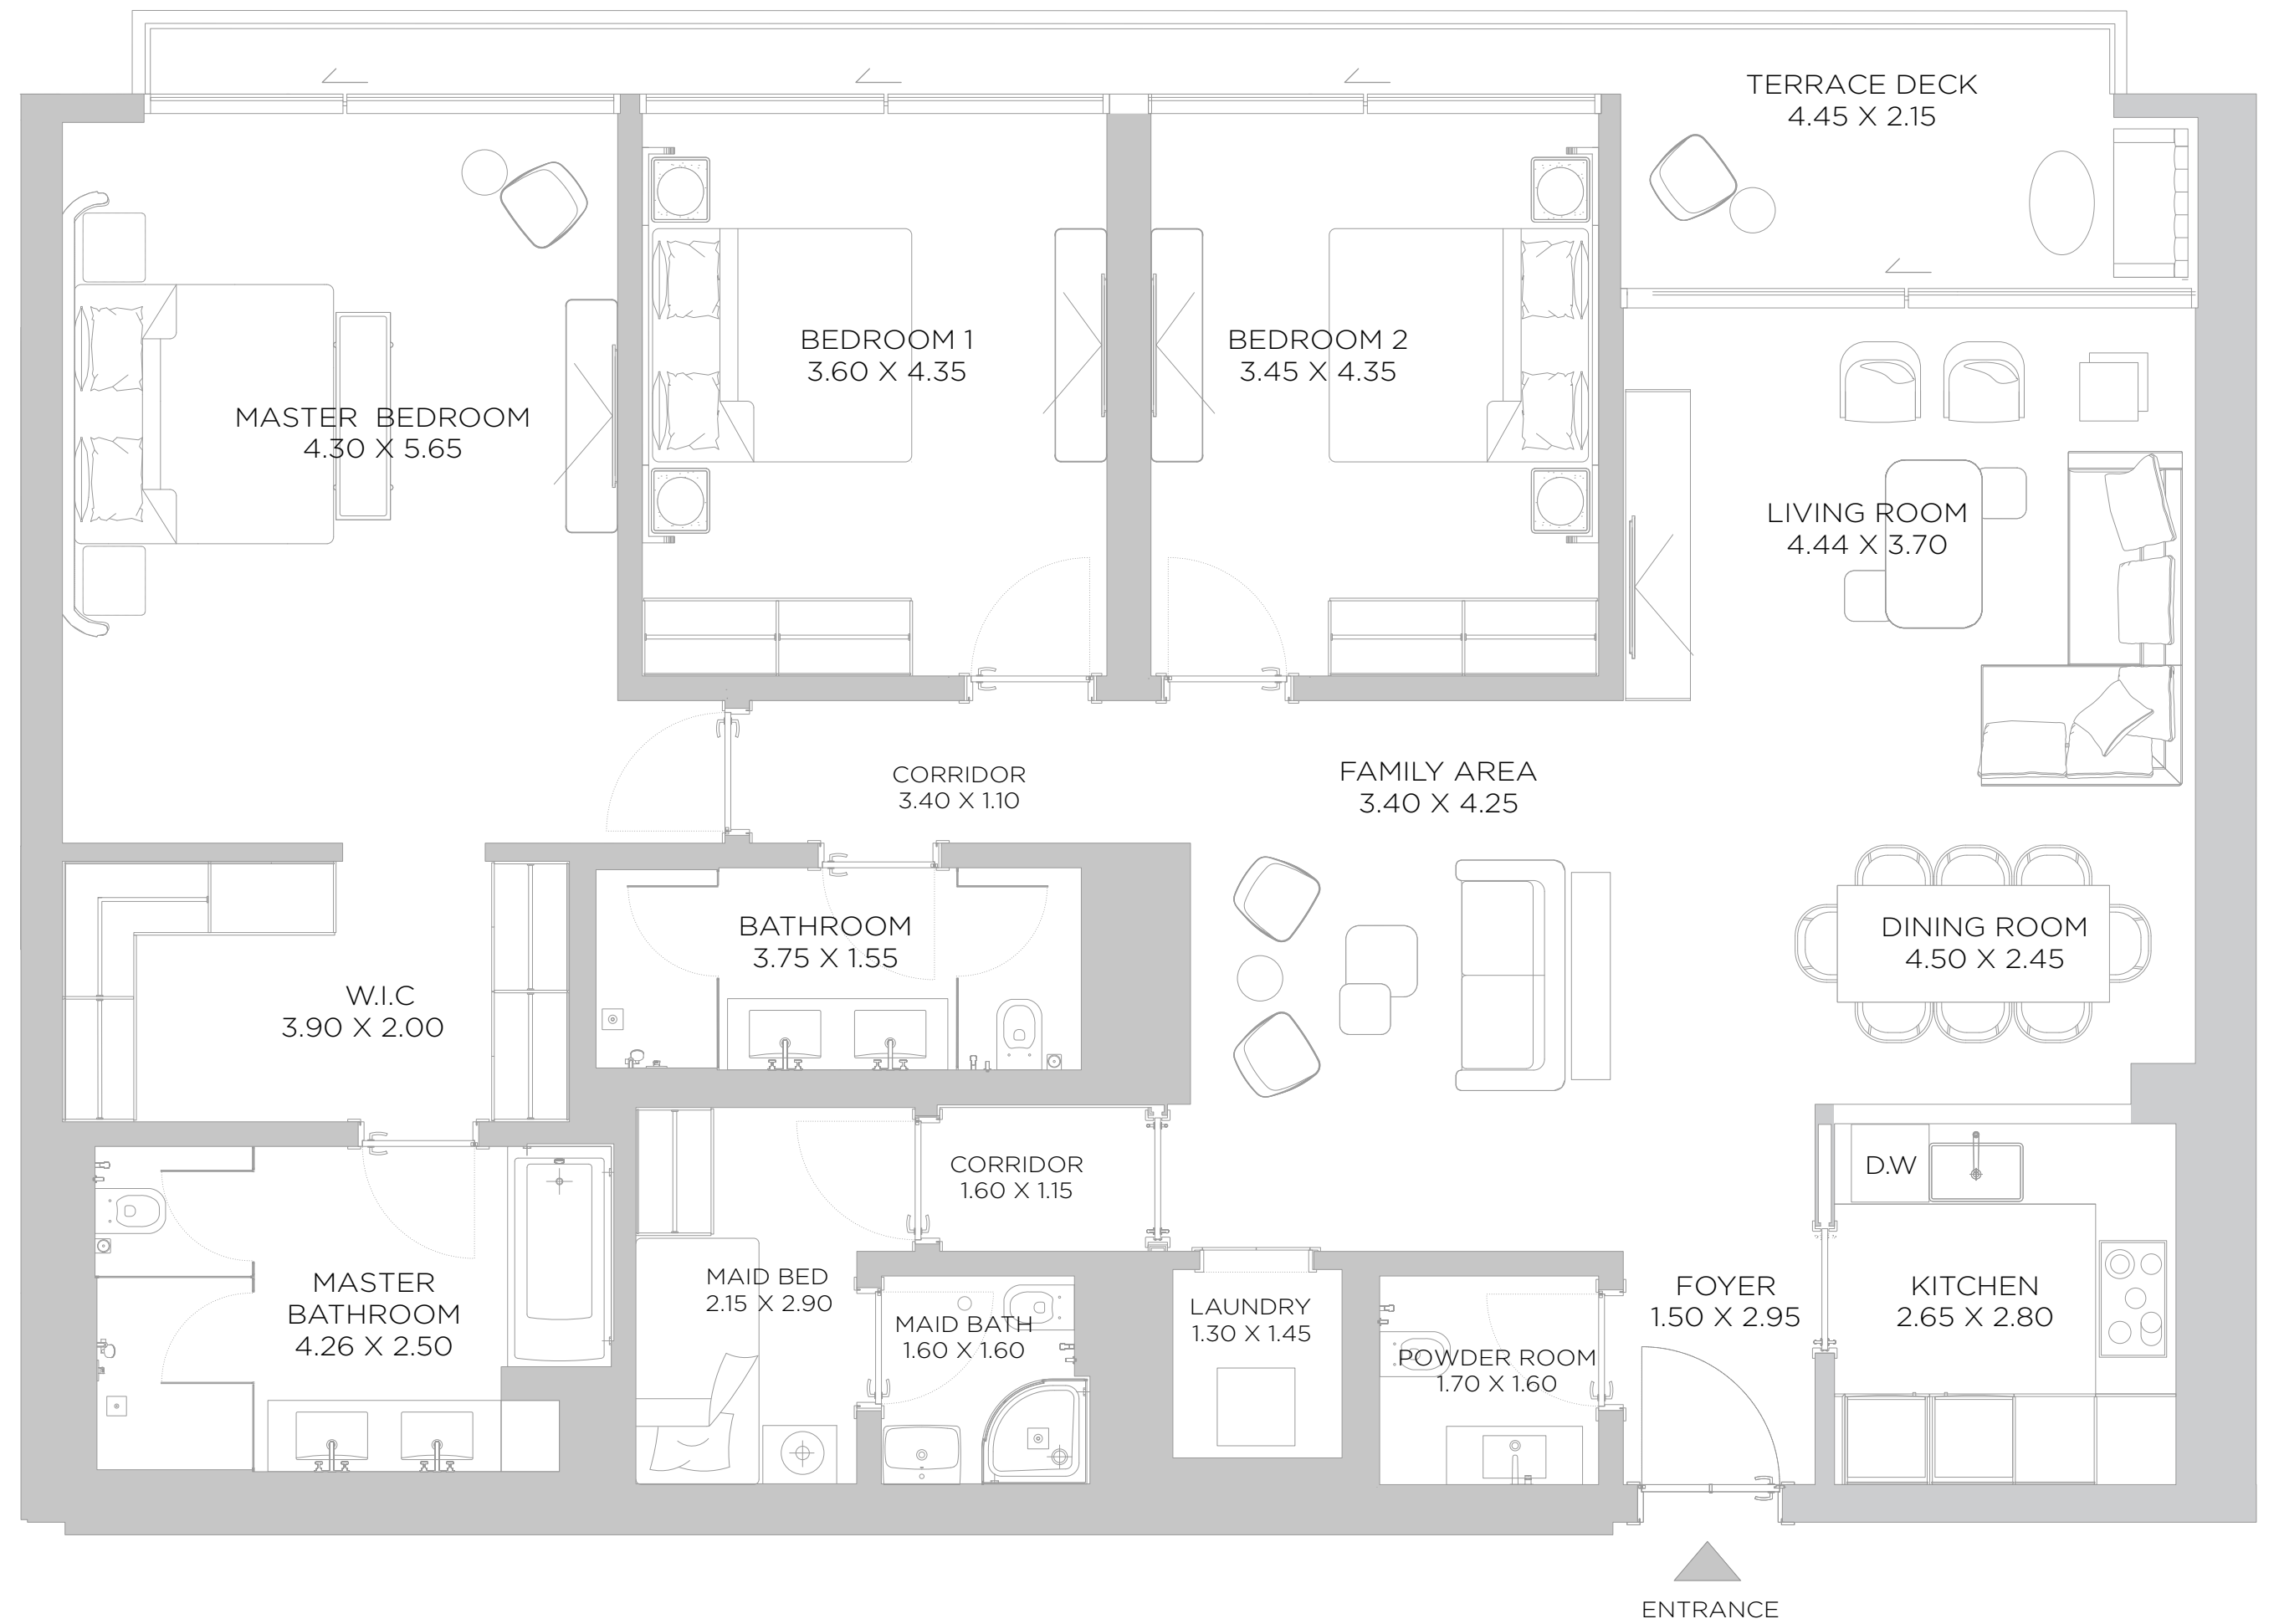 TERRACE DECK
4.45 X 2.15
BEDROOM 1
3.60 X 4.35
BEDROOM 2
3.45 X 4.35
MASTER BEDROOM
4.30 X 5.65
LIVING ROOM
4.44 X 3.70
CORRIDOR
3.40 X 1.10
FAMILY AREA
3.40 X 4.25
BATHROOM
3.75 X 1.55
DINING ROOM
4.50 X 2.45
W.I.C
3.90 X 2.00
CORRIDOR
1.60 X 1.15
D.W
MASTER
BATHROOM
4.26 X 2.50
MAID BED
2.15 X 2.90
MAID BATH
1.60 X 1.60
LAUNDRY
1.30 X 1.45
POWDER ROOM
1.70 X 1.60
FOYER
1.50 X 2.95
KITCHEN
2.65 X 2.80
ENTRANCE